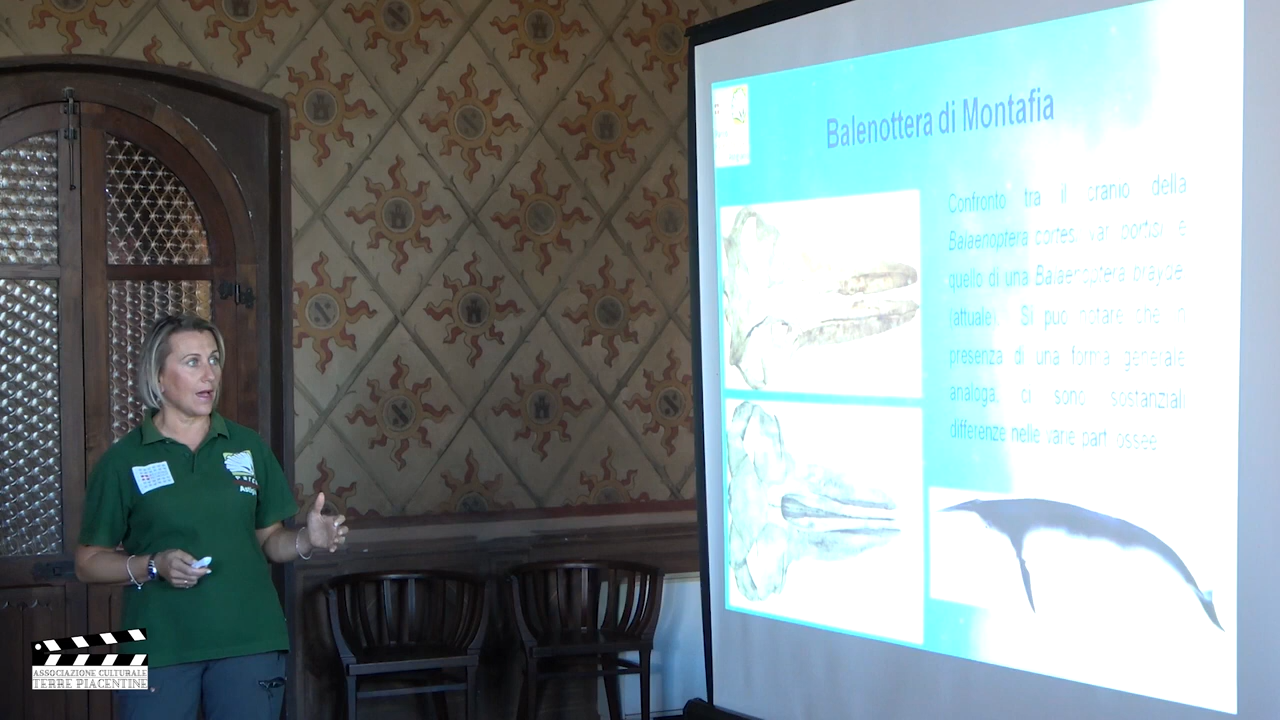 Balenottera di Montafia
Confronto tra il cranio della
Balaenoptera cortesi var portisi e
quello di una Balaenoptera
(attuale). Si può notare che in
presenza di una forma generale
analoga, ci sono sostanziali
differenze nelle varie parti ossee
ASSOCIAZIONE CULTURALE
TERRE PIACENTINE